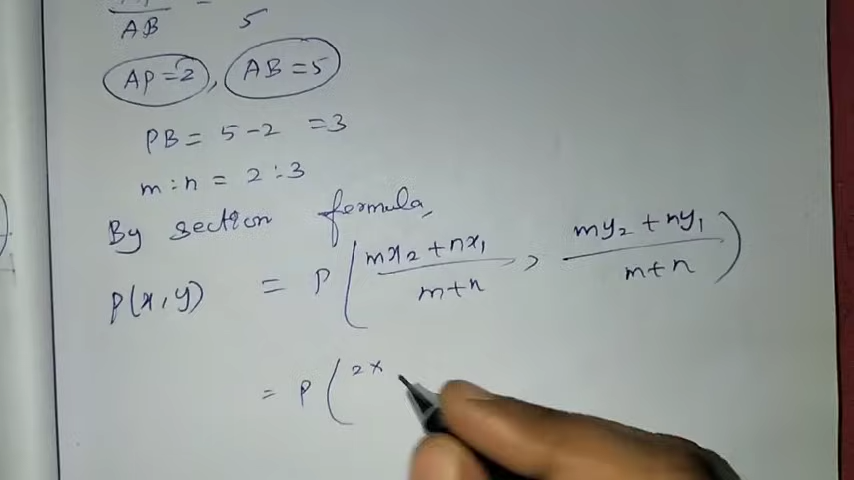 AB 5
AP = 2, AB = 5
PB = 5 - 2 = 3
m : n = 2 : 3
By section formula,
P(x, y) = P( mx₂ + nx₁ / m + n , my₂ + ny₁ / m + n )
= P( 2 ×